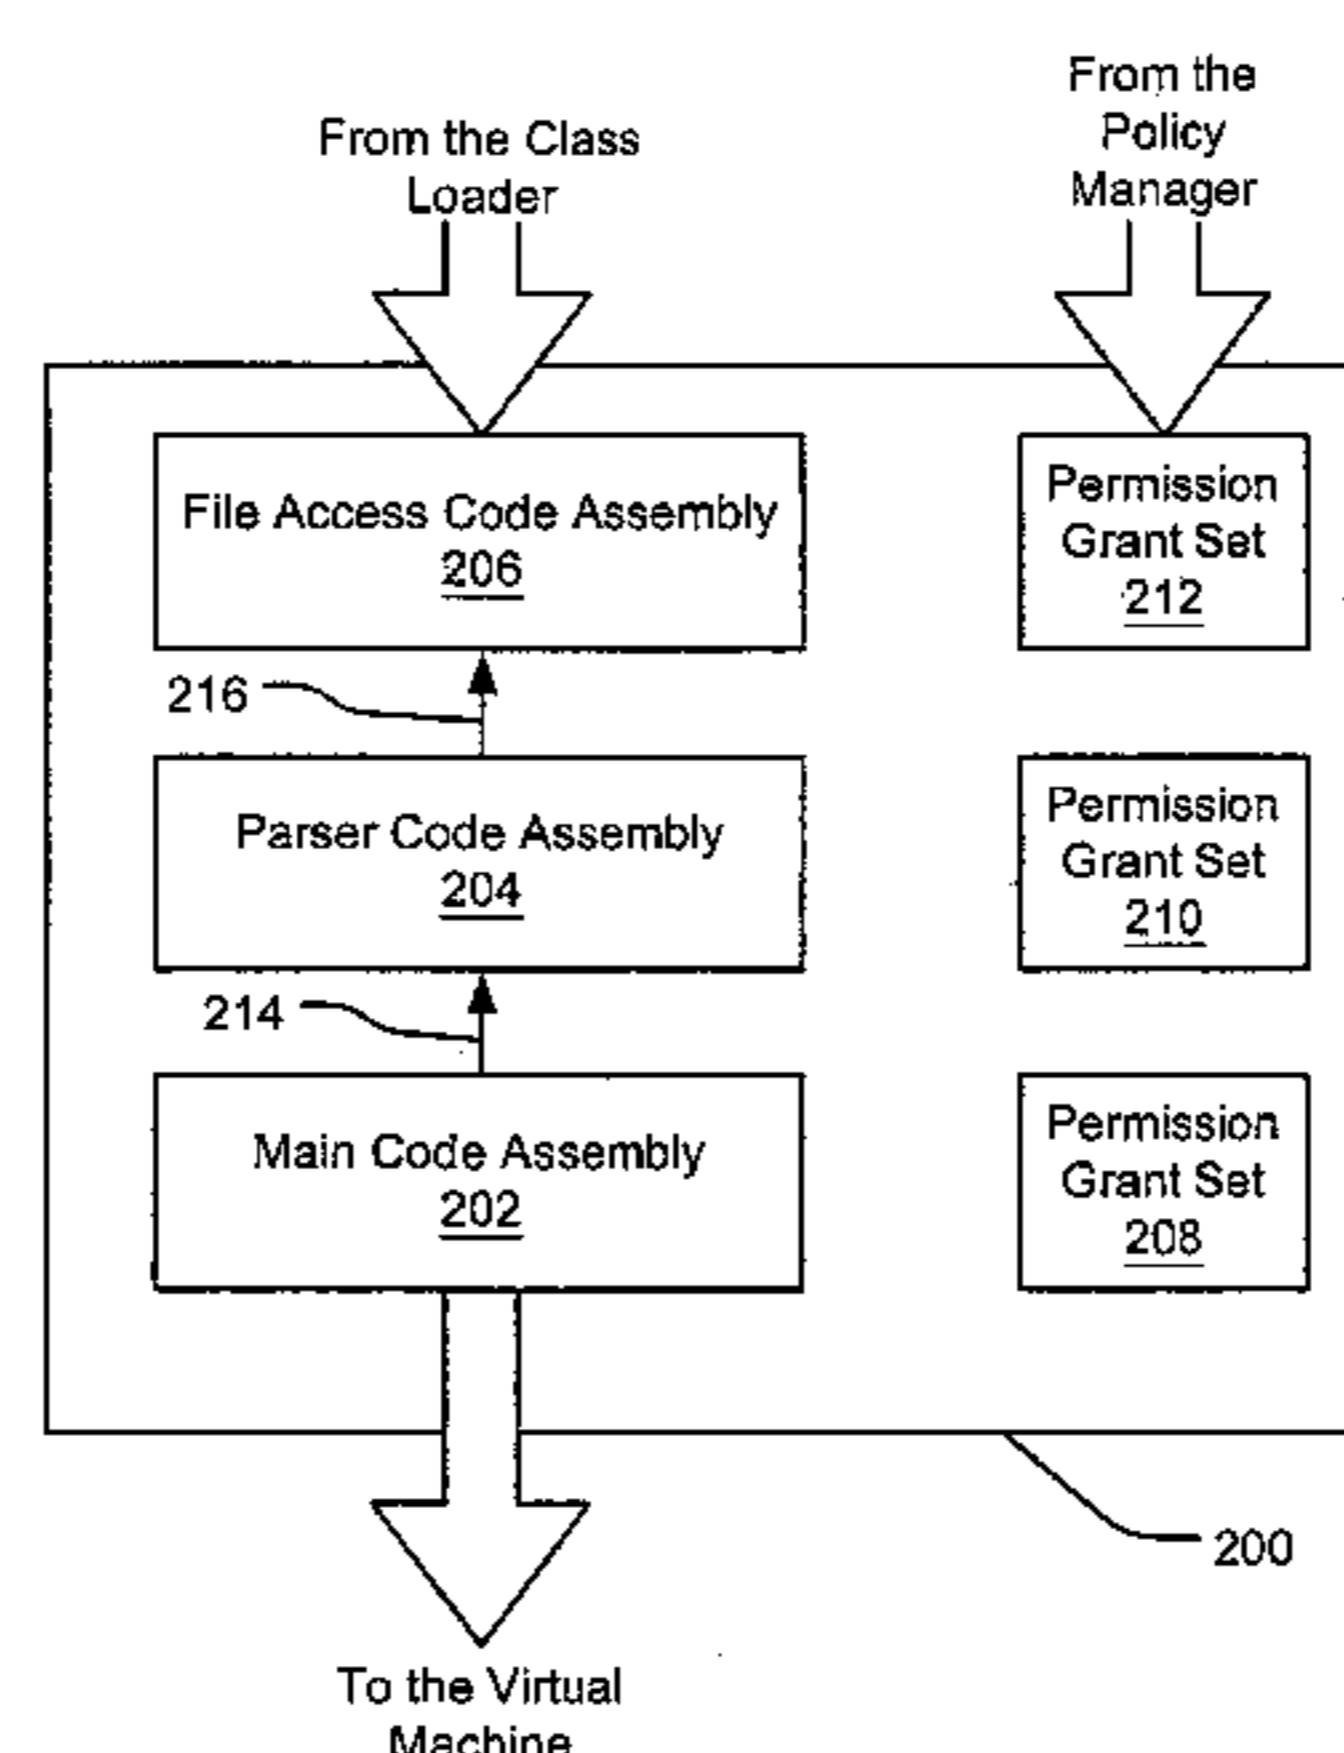 From the Class
Loader
From the
Policy
Manager
File Access Code Assembly
206
Permission
Grant Set
212
216
Parser Code Assembly
204
Permission
Grant Set
210
214
Main Code Assembly
202
Permission
Grant Set
208
200
To the Virtual
Machine